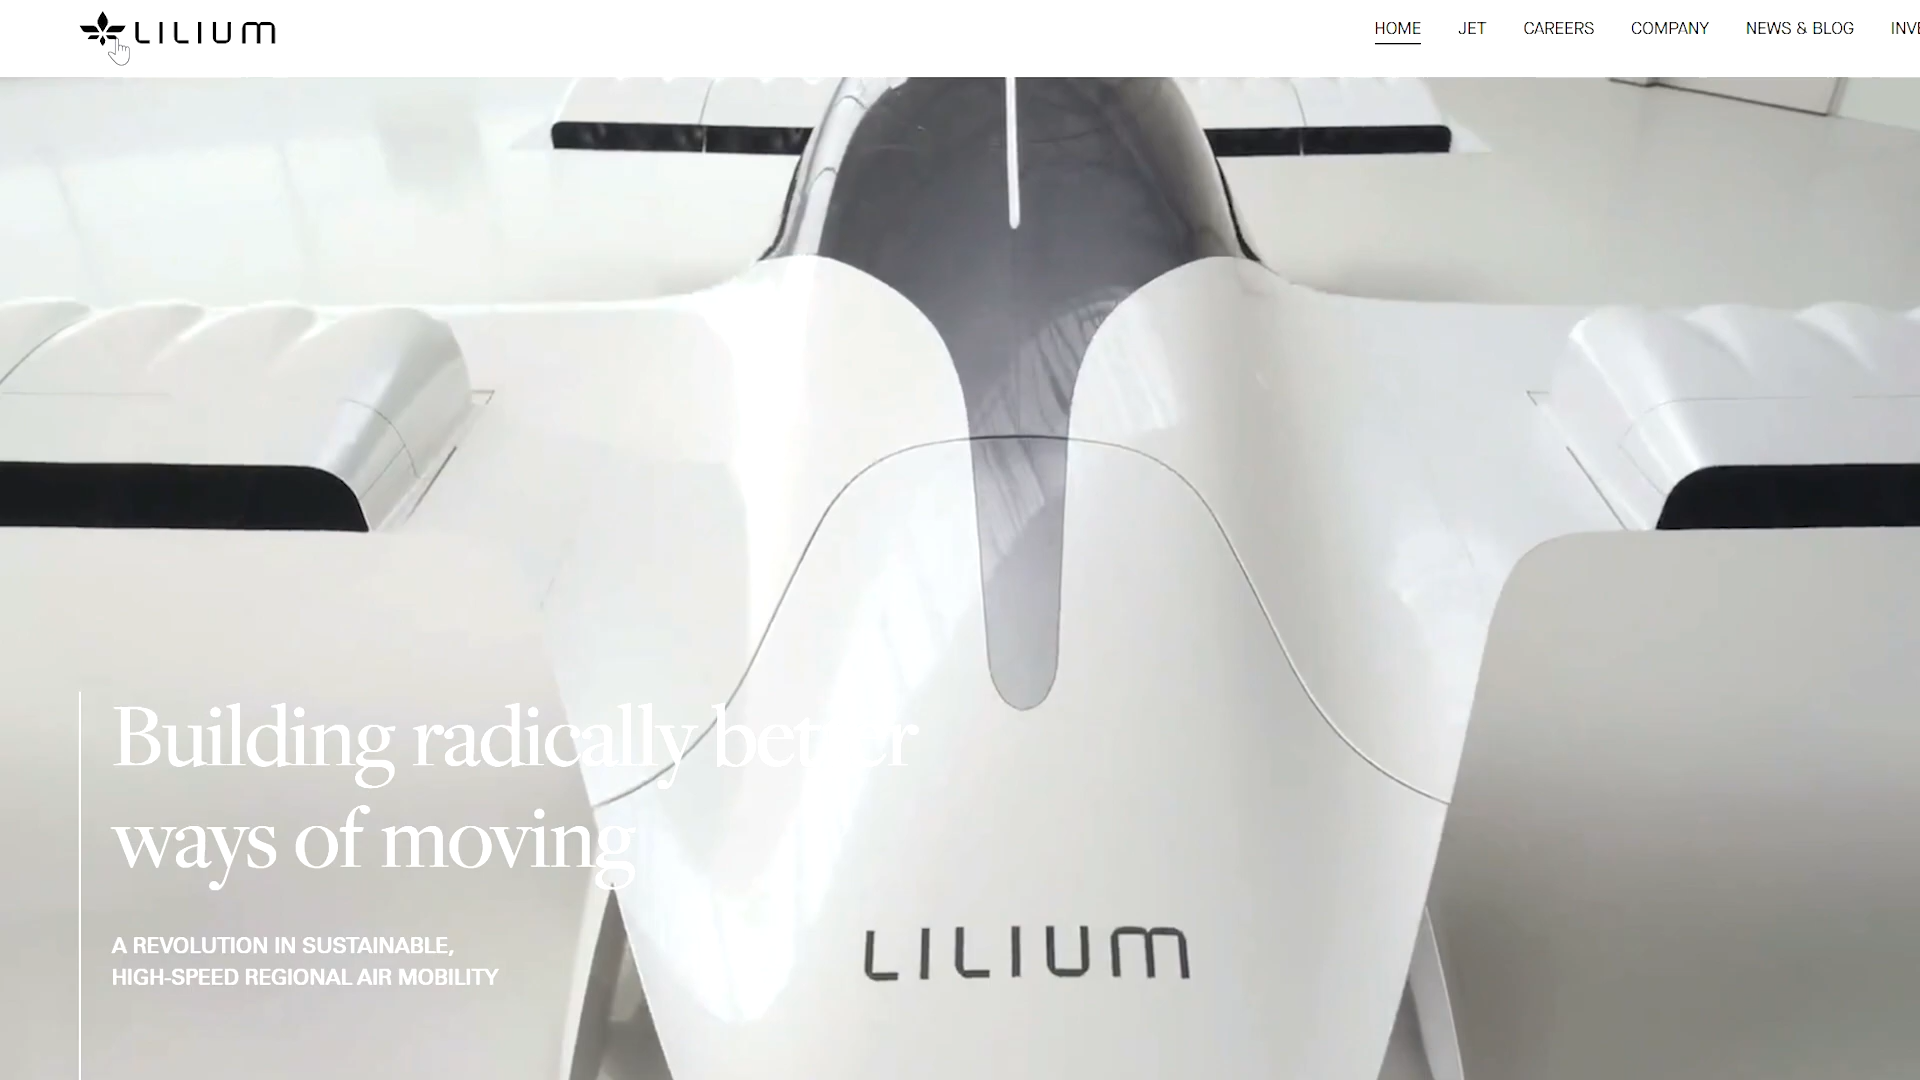 LILIUM
HOME JET CAREERS COMPANY NEWS & BLOG
Building radically better
ways of moving
A REVOLUTION IN SUSTAINABLE,
HIGH-SPEED REGIONAL AIR MOBILITY
LILIUM